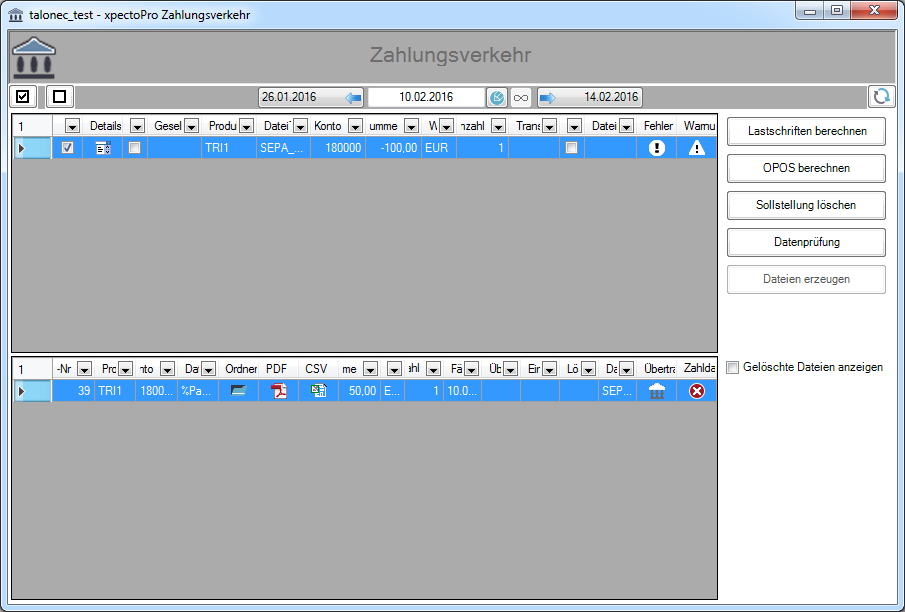 talonec_test - xpectoPro Zahlungsverkehr
Zahlungsverkehr
26.01.2016 10.02.2016 14.02.2016
1 Details Gesel Produ Datei Konto umme W nzahl Trans Datei Fehler Warnu
TRI1 SEPA_... 180000 -100,00 EUR 1
Lastschriften berechnen
OPOS berechnen
Sollstellung löschen
Datenprüfung
Dateien erzeugen
1 -Nr Pro nto Da Ordner PDF CSV me ahl Fä Üb Ein Lö Da Übertra Zahlda
39 TRI1 1800... %Pa... 50,00 E... 1 10.0... SEP...
Gelöschte Dateien anzeigen